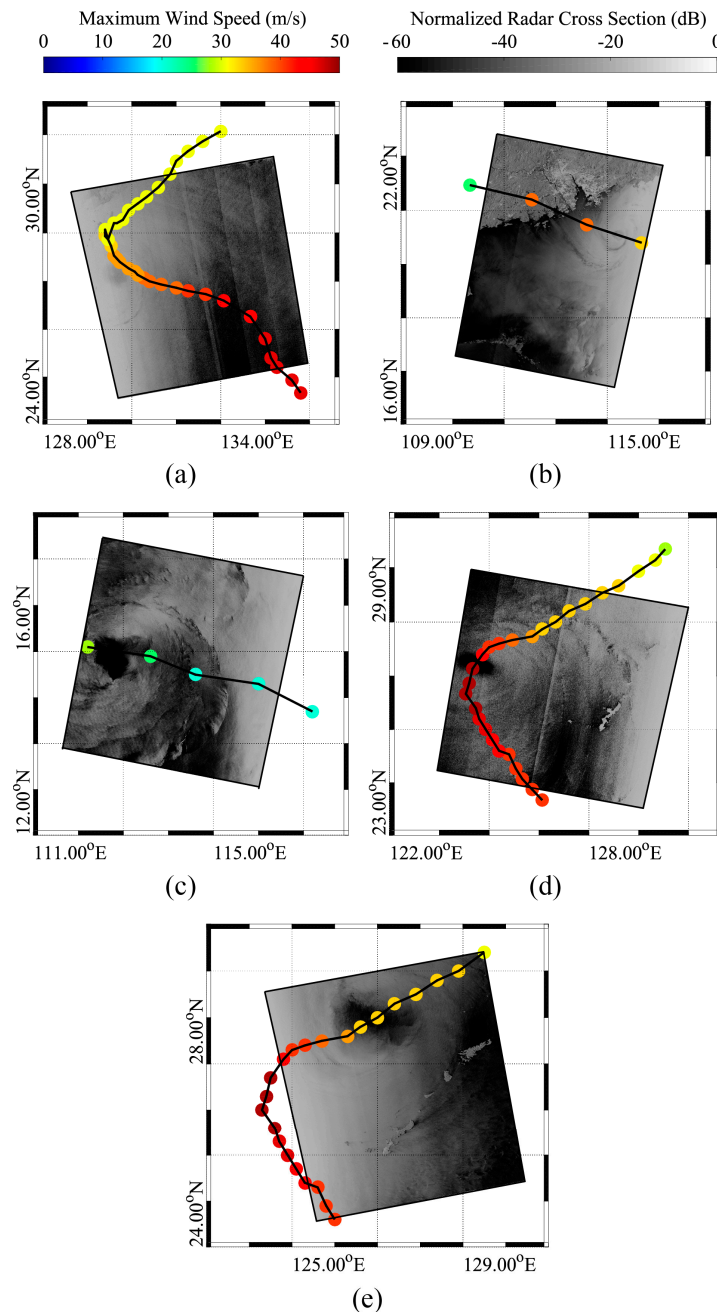 Maximum Wind Speed (m/s)
0 10 20 30 40 50
Normalized Radar Cross Section (dB)
-60 -40 -20 0
30.00°N
24.00°N
128.00°E 134.00°E
(a)
22.00°N
16.00°N
109.00°E 115.00°E
(b)
16.00°N
12.00°N
111.00°E 115.00°E
(c)
29.00°N
23.00°N
122.00°E 128.00°E
(d)
28.00°N
24.00°N
125.00°E 129.00°E
(e)